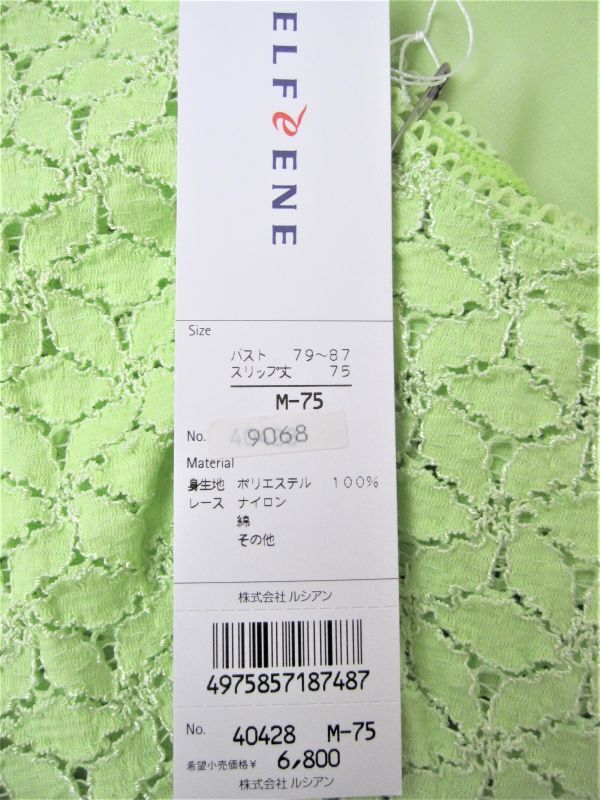 ELFRENE
Size
バスト 79～87
スリップ丈 75
M-75
No. 49068
Material
身生地 ポリエステル 100%
レース ナイロン
綿
その他
株式会社 ルシアン
4975857187487
No. 40428 M-75
希望小売価格¥ 6,800
株式会社 ルシアン